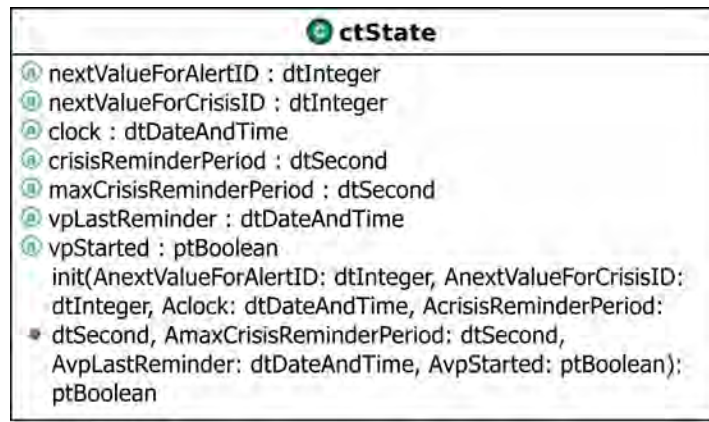 ctState
nextValueForAlertID : dtInteger
nextValueForCrisisID : dtInteger
clock : dtDateAndTime
crisisReminderPeriod : dtSecond
maxCrisisReminderPeriod : dtSecond
vpLastReminder : dtDateAndTime
vpStarted : ptBoolean
init(AnextValueForAlertID: dtInteger, AnextValueForCrisisID:
dtInteger, Aclock: dtDateAndTime, AcrisisReminderPeriod:
dtSecond, AmaxCrisisReminderPeriod: dtSecond,
AvpLastReminder: dtDateAndTime, AvpStarted: ptBoolean):
ptBoolean